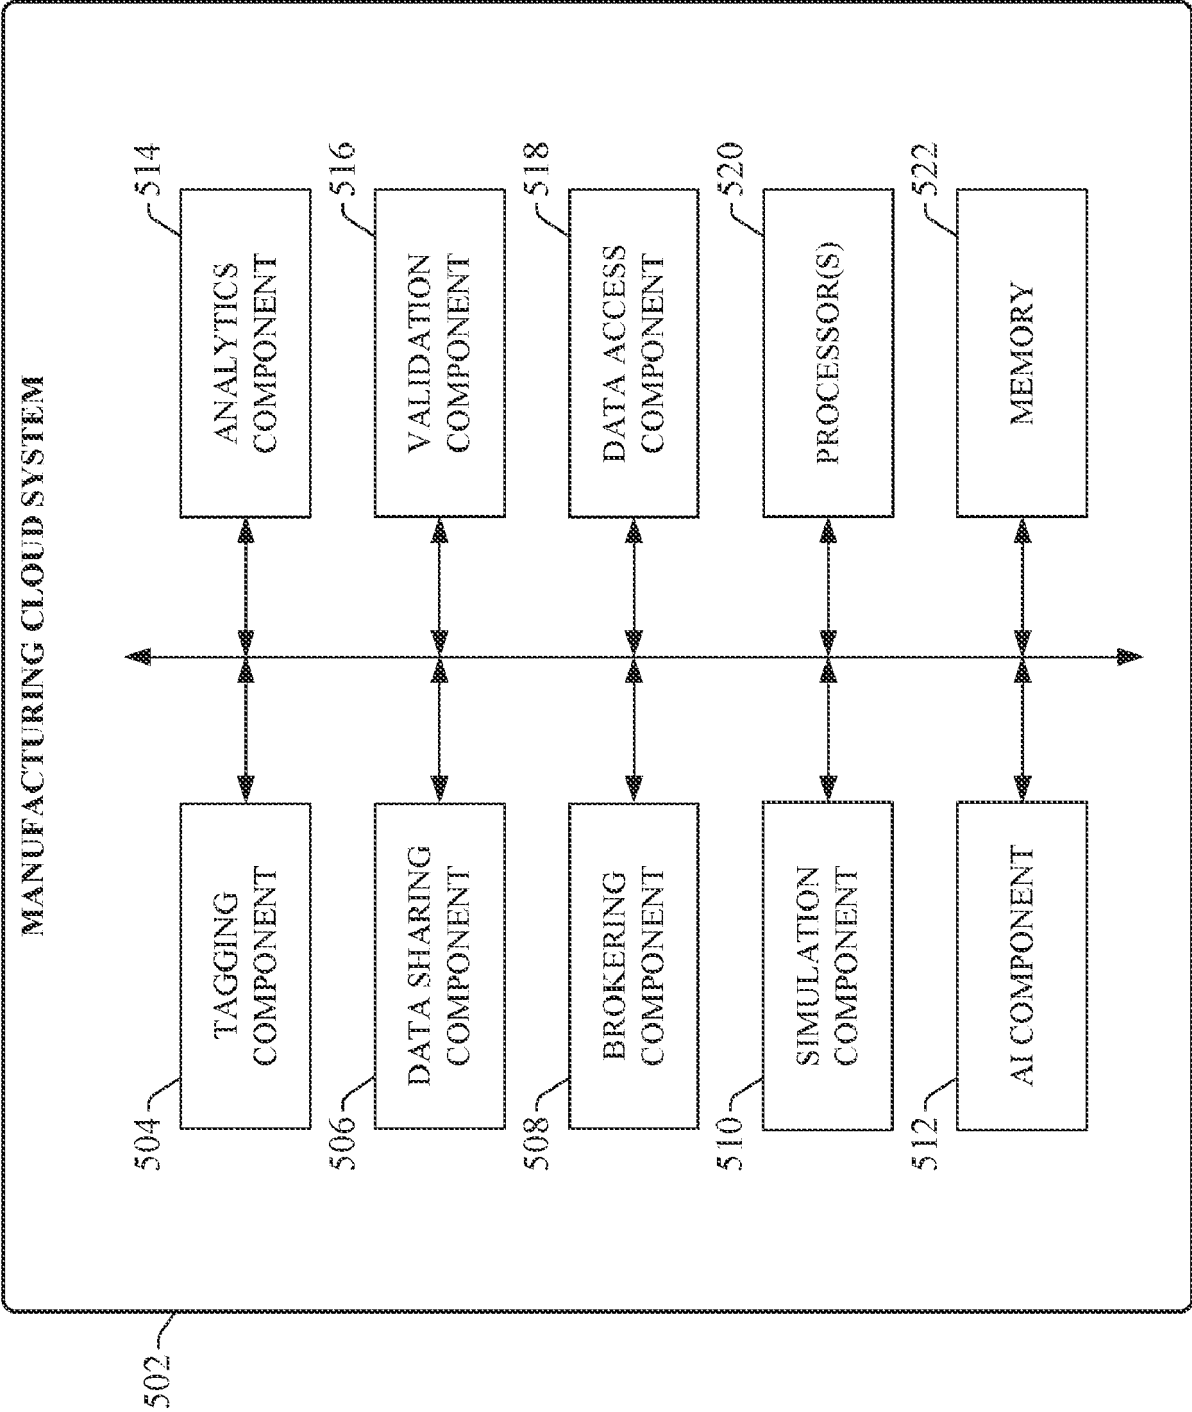 MANUFACTURING CLOUD SYSTEM
502
504
TAGGING
COMPONENT
514
ANALYTICS
COMPONENT
506
DATA SHARING
COMPONENT
516
VALIDATION
COMPONENT
508
BROKERING
COMPONENT
518
DATA ACCESS
COMPONENT
510
SIMULATION
COMPONENT
520
PROCESSOR(S)
512
AI COMPONENT
522
MEMORY